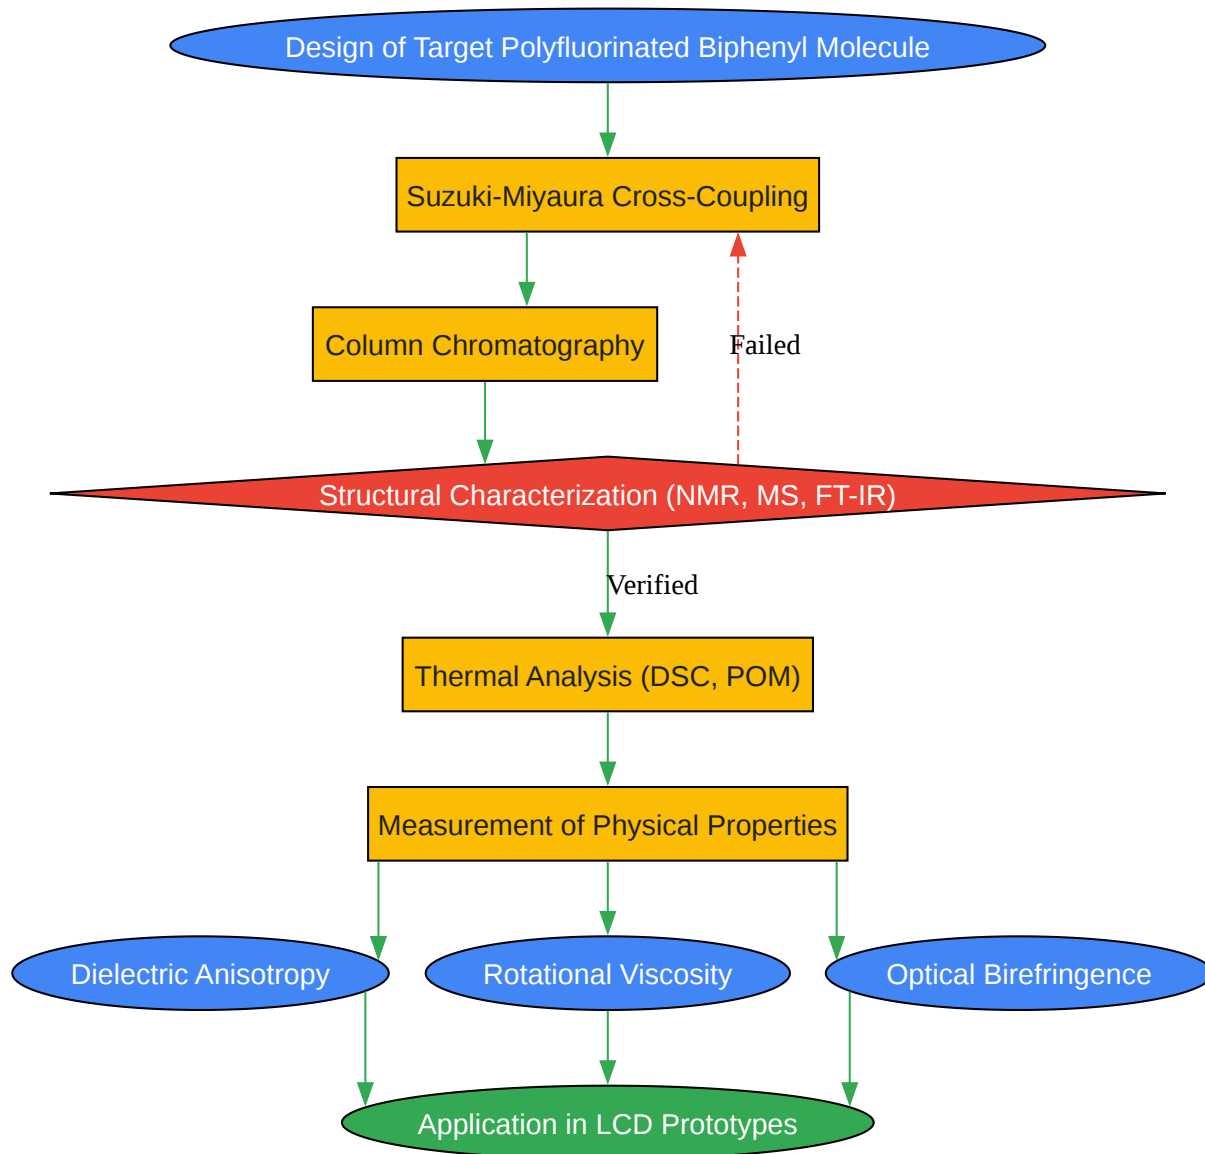 Design of Target Polyfluorinated Biphenyl Molecule
Suzuki-Miyaura Cross-Coupling
Column Chromatography
Failed
Structural Characterization (NMR, MS, FT-IR)
Verified
Thermal Analysis (DSC, POM)
Measurement of Physical Properties
Dielectric Anisotropy
Rotational Viscosity
Optical Birefringence
Application in LCD Prototypes